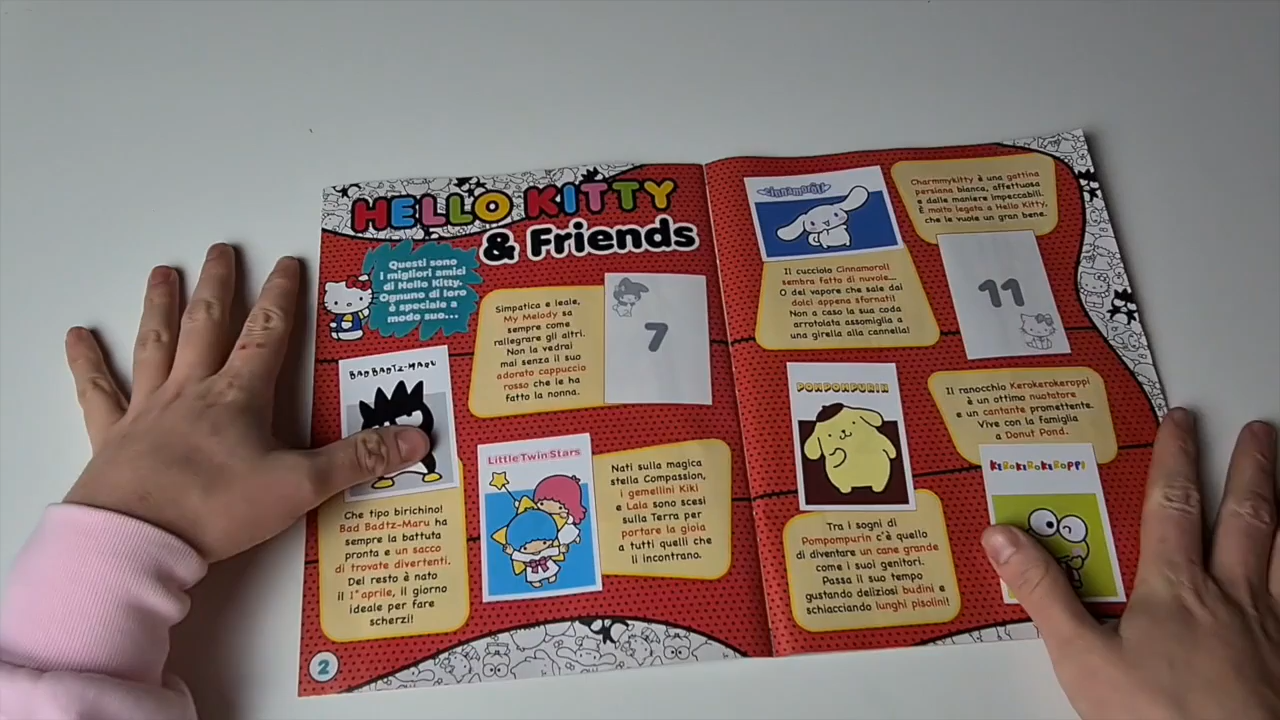 HELLO KITTY
& Friends
Questi sono
i migliori amici
di Hello Kitty.
Ognuno di loro
è speciale a
modo suo...
BAD BADTZ-MARU
Che tipo birichino!
Bad Badtz-Maru ha
sempre la battuta
pronta e un sacco
di trovate divertenti.
Del resto è nato
il 1° aprile, il giorno
ideale per fare
scherzi!
Simpatica e leale,
My Melody sa
sempre come
rallegrare gli altri.
Non la vedrai
mai senza il suo
adorato cappuccio
rosso che le ha
fatto la nonna.
7
LittleTwinStars
Nati sulla magica
stella Compassion,
i gemellini Kiki
e Lala sono scesi
sulla Terra per
portare la gioia
a tutti quelli che
li incontrano.
2
cinnamoroll
Il cucciolo Cinnamoroll
sembra fatto di nuvole...
O del vapore che sale dai
dolci appena sfornati!
Non a caso la sua coda
arrotolata assomiglia a
una girella alla cannella!
Charmmykitty è una gattina
persiana bianca, affettuosa
e dalle maniere impeccabili.
È molto legata a Hello Kitty,
che le vuole un gran bene.
11
POMPOMPURIN
Tra i sogni di
Pompompurin c'è quello
di diventare un cane grande
come i suoi genitori.
Passa il suo tempo
gustando deliziosi budini e
schiacciando lunghi pisolini!
Il ranocchio Kerokerokeroppi
è un ottimo nuotatore
e un cantante promettente.
Vive con la famiglia
a Donut Pond.
KEROKEROKEROPPI